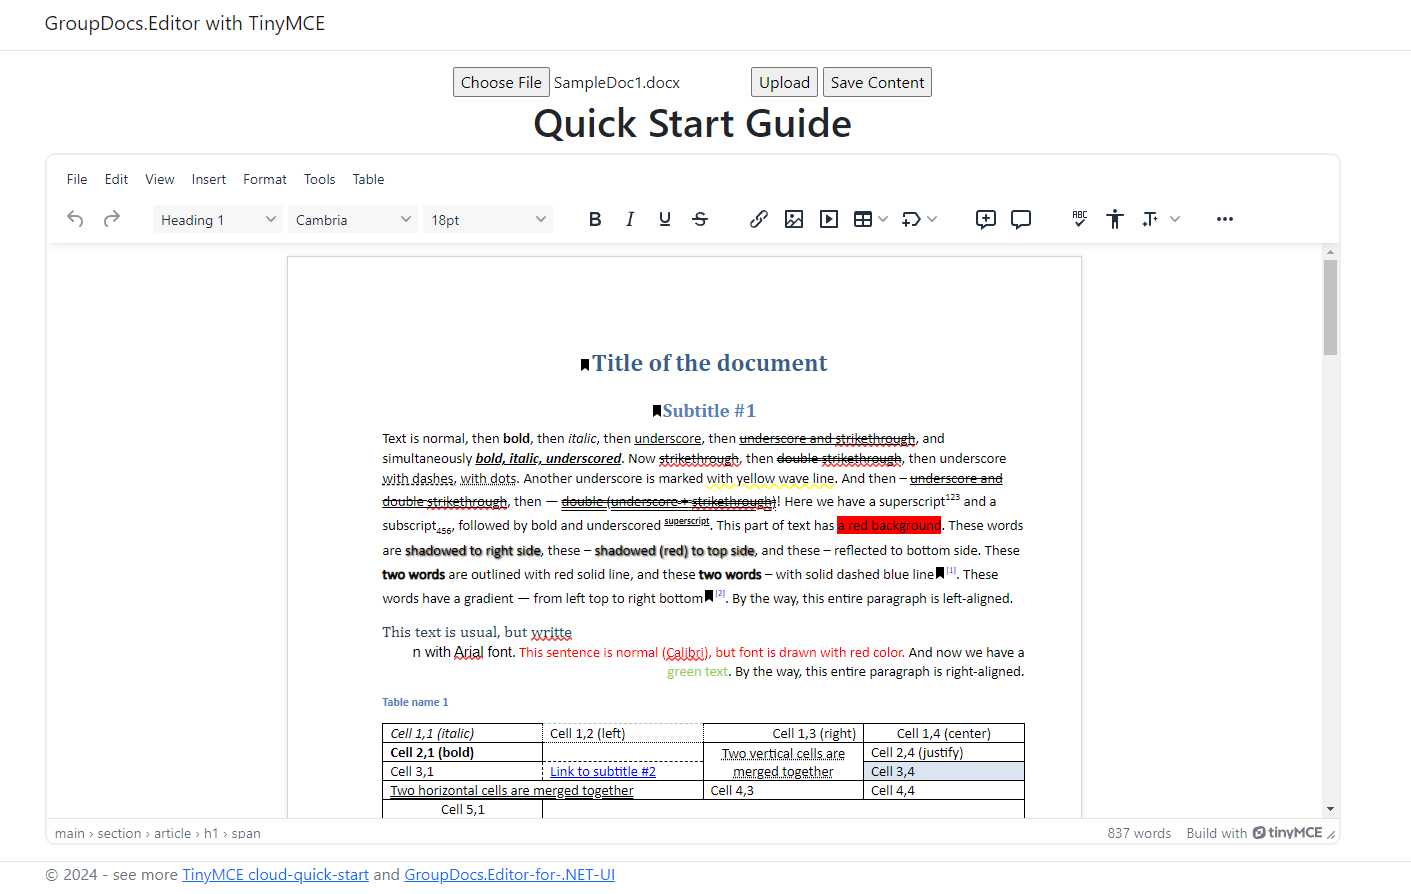 GroupDocs.Editor with TinyMCE
Choose File SampleDoc1.docx Upload Save Content
Quick Start Guide
File Edit View Insert Format Tools Table
Heading 1 Cambria 18pt B I U S ABC
Title of the document
Subtitle #1
Text is normal, then bold, then italic, then underscore, then underscore and strikethrough, and
simultaneously bold, italic, underscored. Now strikethrough, then double strikethrough, then underscore
with dashes, with dots. Another underscore is marked with yellow wave line. And then – underscore and
double strikethrough, then — double (underscore + strikethrough)! Here we have a superscript123 and a
subscript456, followed by bold and underscored superscript. This part of text has a red background. These words
are shadowed to right side, these – shadowed (red) to top side, and these – reflected to bottom side. These
two words are outlined with red solid line, and these two words – with solid dashed blue line[1]. These
words have a gradient — from left top to right bottom[2]. By the way, this entire paragraph is left-aligned.
This text is usual, but writte
n with Arial font. This sentence is normal (Calibri), but font is drawn with red color. And now we have a
green text. By the way, this entire paragraph is right-aligned.
Table name 1
Cell 1,1 (italic) Cell 1,2 (left) Cell 1,3 (right) Cell 1,4 (center)
Cell 2,1 (bold) Two vertical cells are Cell 2,4 (justify)
Cell 3,1 Link to subtitle #2 merged together Cell 3,4
Two horizontal cells are merged together Cell 4,3 Cell 4,4
Cell 5,1
main › section › article › h1 › span 837 words Build with tinyMCE
© 2024 - see more TinyMCE cloud-quick-start and GroupDocs.Editor-for-.NET-UI